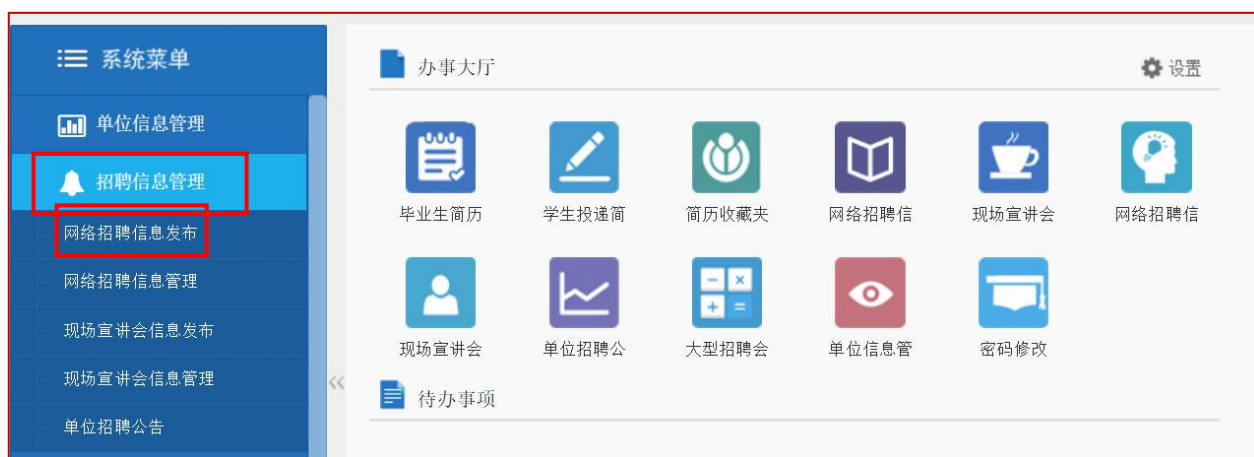 系统菜单
单位信息管理
招聘信息管理
网络招聘信息发布
网络招聘信息管理
现场宣讲会信息发布
现场宣讲会信息管理
单位招聘公告
办事大厅
设置
毕业生简历 学生投递简 简历收藏夹 网络招聘信 现场宣讲会 网络招聘信
现场宣讲会 单位招聘公 大型招聘会 单位信息管 密码修改
待办事项